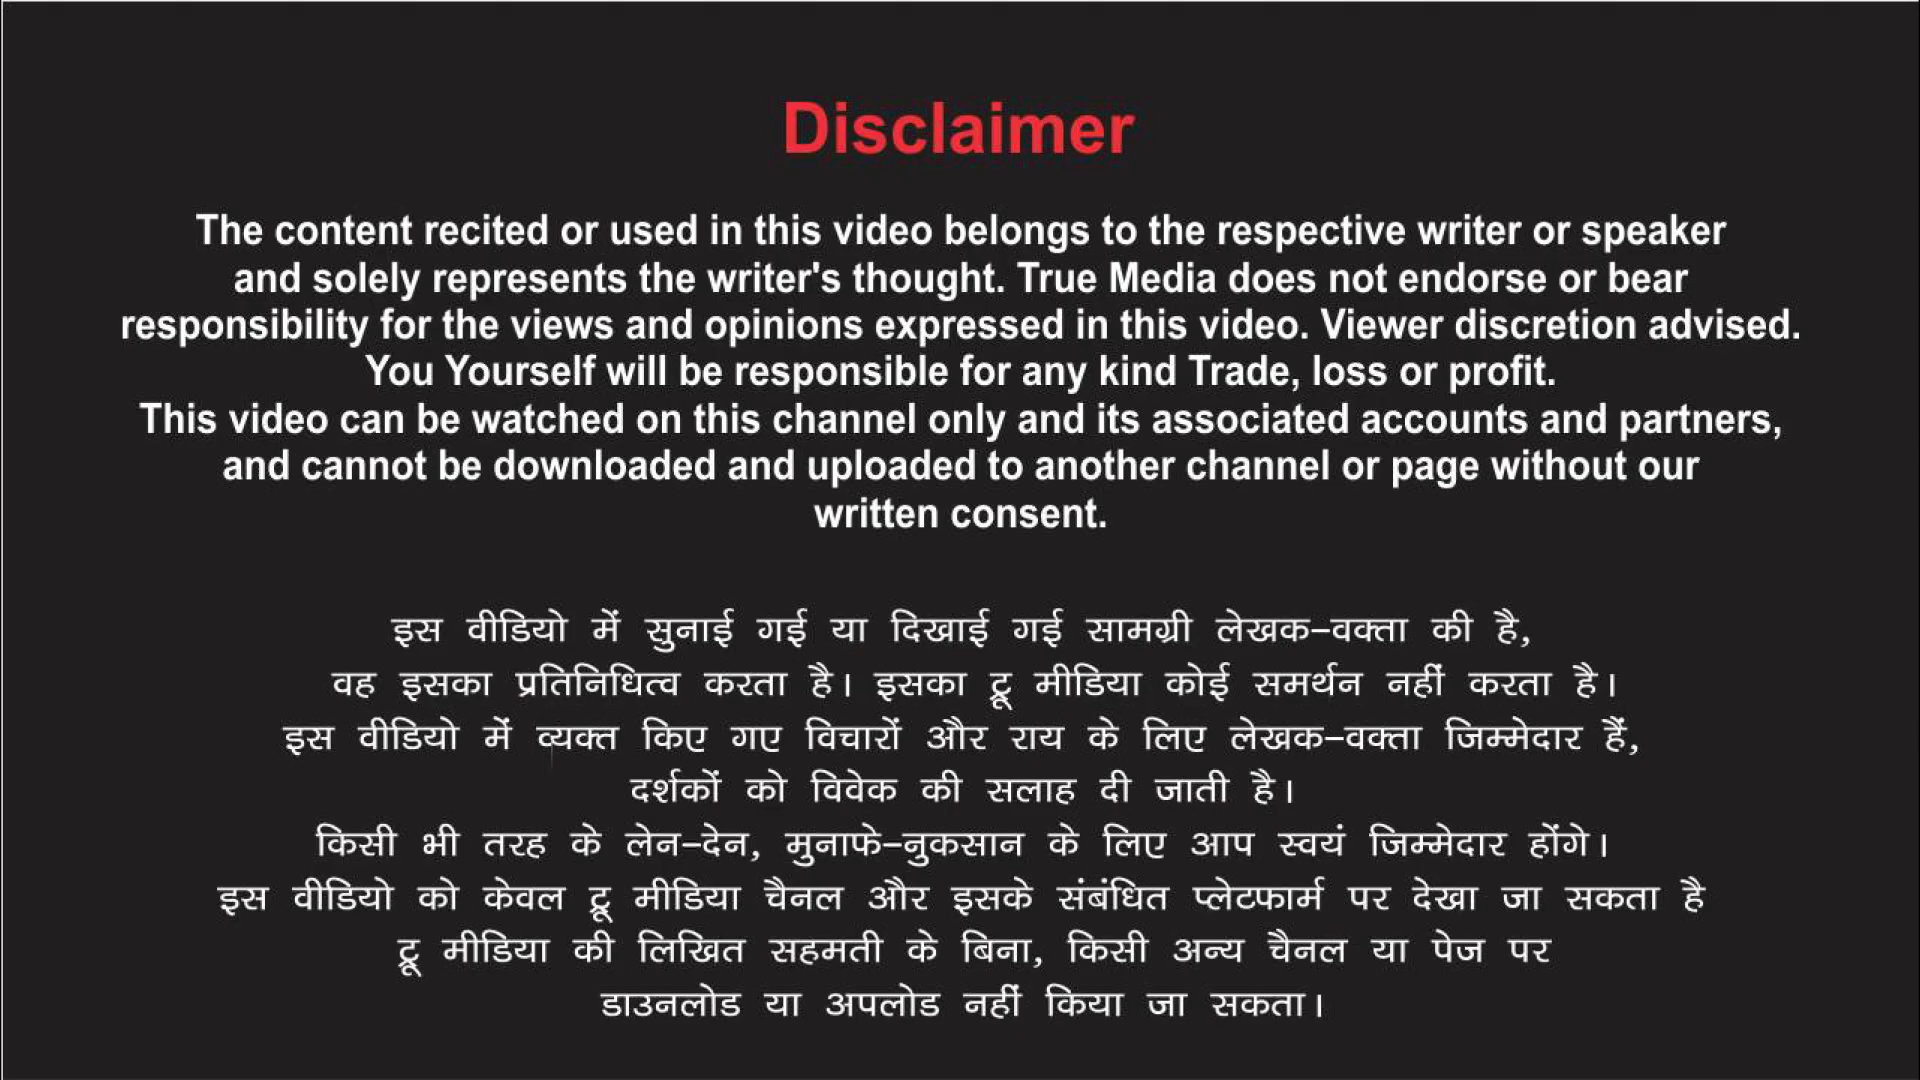 Disclaimer
The content recited or used in this video belongs to the respective writer or speaker
and solely represents the writer's thought. True Media does not endorse or bear
responsibility for the views and opinions expressed in this video. Viewer discretion advised.
You Yourself will be responsible for any kind Trade, loss or profit.
This video can be watched on this channel only and its associated accounts and partners,
and cannot be downloaded and uploaded to another channel or page without our
written consent.
इस वीडियो में सुनाई गई या दिखाई गई सामग्री लेखक–वक्ता की है,
वह इसका प्रतिनिधित्व करता है। इसका ट्रू मीडिया कोई समर्थन नहीं करता है।
इस वीडियो में व्यक्त किए गए विचारों और राय के लिए लेखक–वक्ता जिम्मेदार हैं,
दर्शकों को विवेक की सलाह दी जाती है।
किसी भी तरह के लेन–देन, मुनाफे–नुकसान के लिए आप स्वयं जिम्मेदार होंगे।
इस वीडियो को केवल ट्रू मीडिया चैनल और इसके संबंधित प्लेटफार्म पर देखा जा सकता है
ट्रू मीडिया की लिखित सहमती के बिना, किसी अन्य चैनल या पेज पर
डाउनलोड या अपलोड नहीं किया जा सकता।